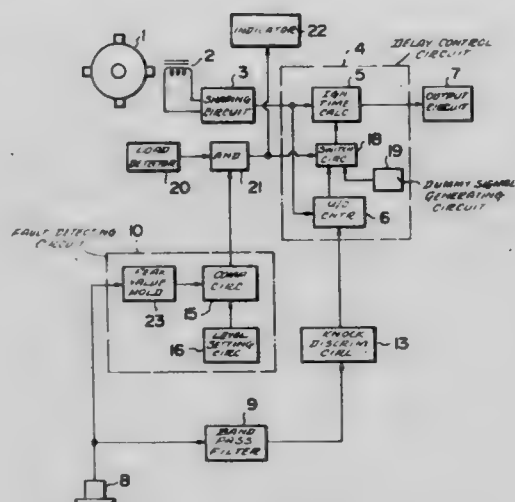 INDICATOR
22
DELAY CONTROL
CIRCUIT
1
2
3
4
5
7
SHAPING
CIRCUIT
IGN
TIME
CALC
OUTPUT
CIRCUIT
LOAD
DETECTOR
20
AND
21
SWITCH
CIRC
18
19
DUMMY SIGNAL
GENERATING
CIRCUIT
U/D
CNTR
6
FAULT DETECTING
CIRCUIT
10
PEAK
VALUE
HOLD
23
COMP
CIRC
15
LEVEL
SETTING
CIRC
16
KNOCK
DISCRIM
CIRC
13
9
BAND
PASS
FILTER
8